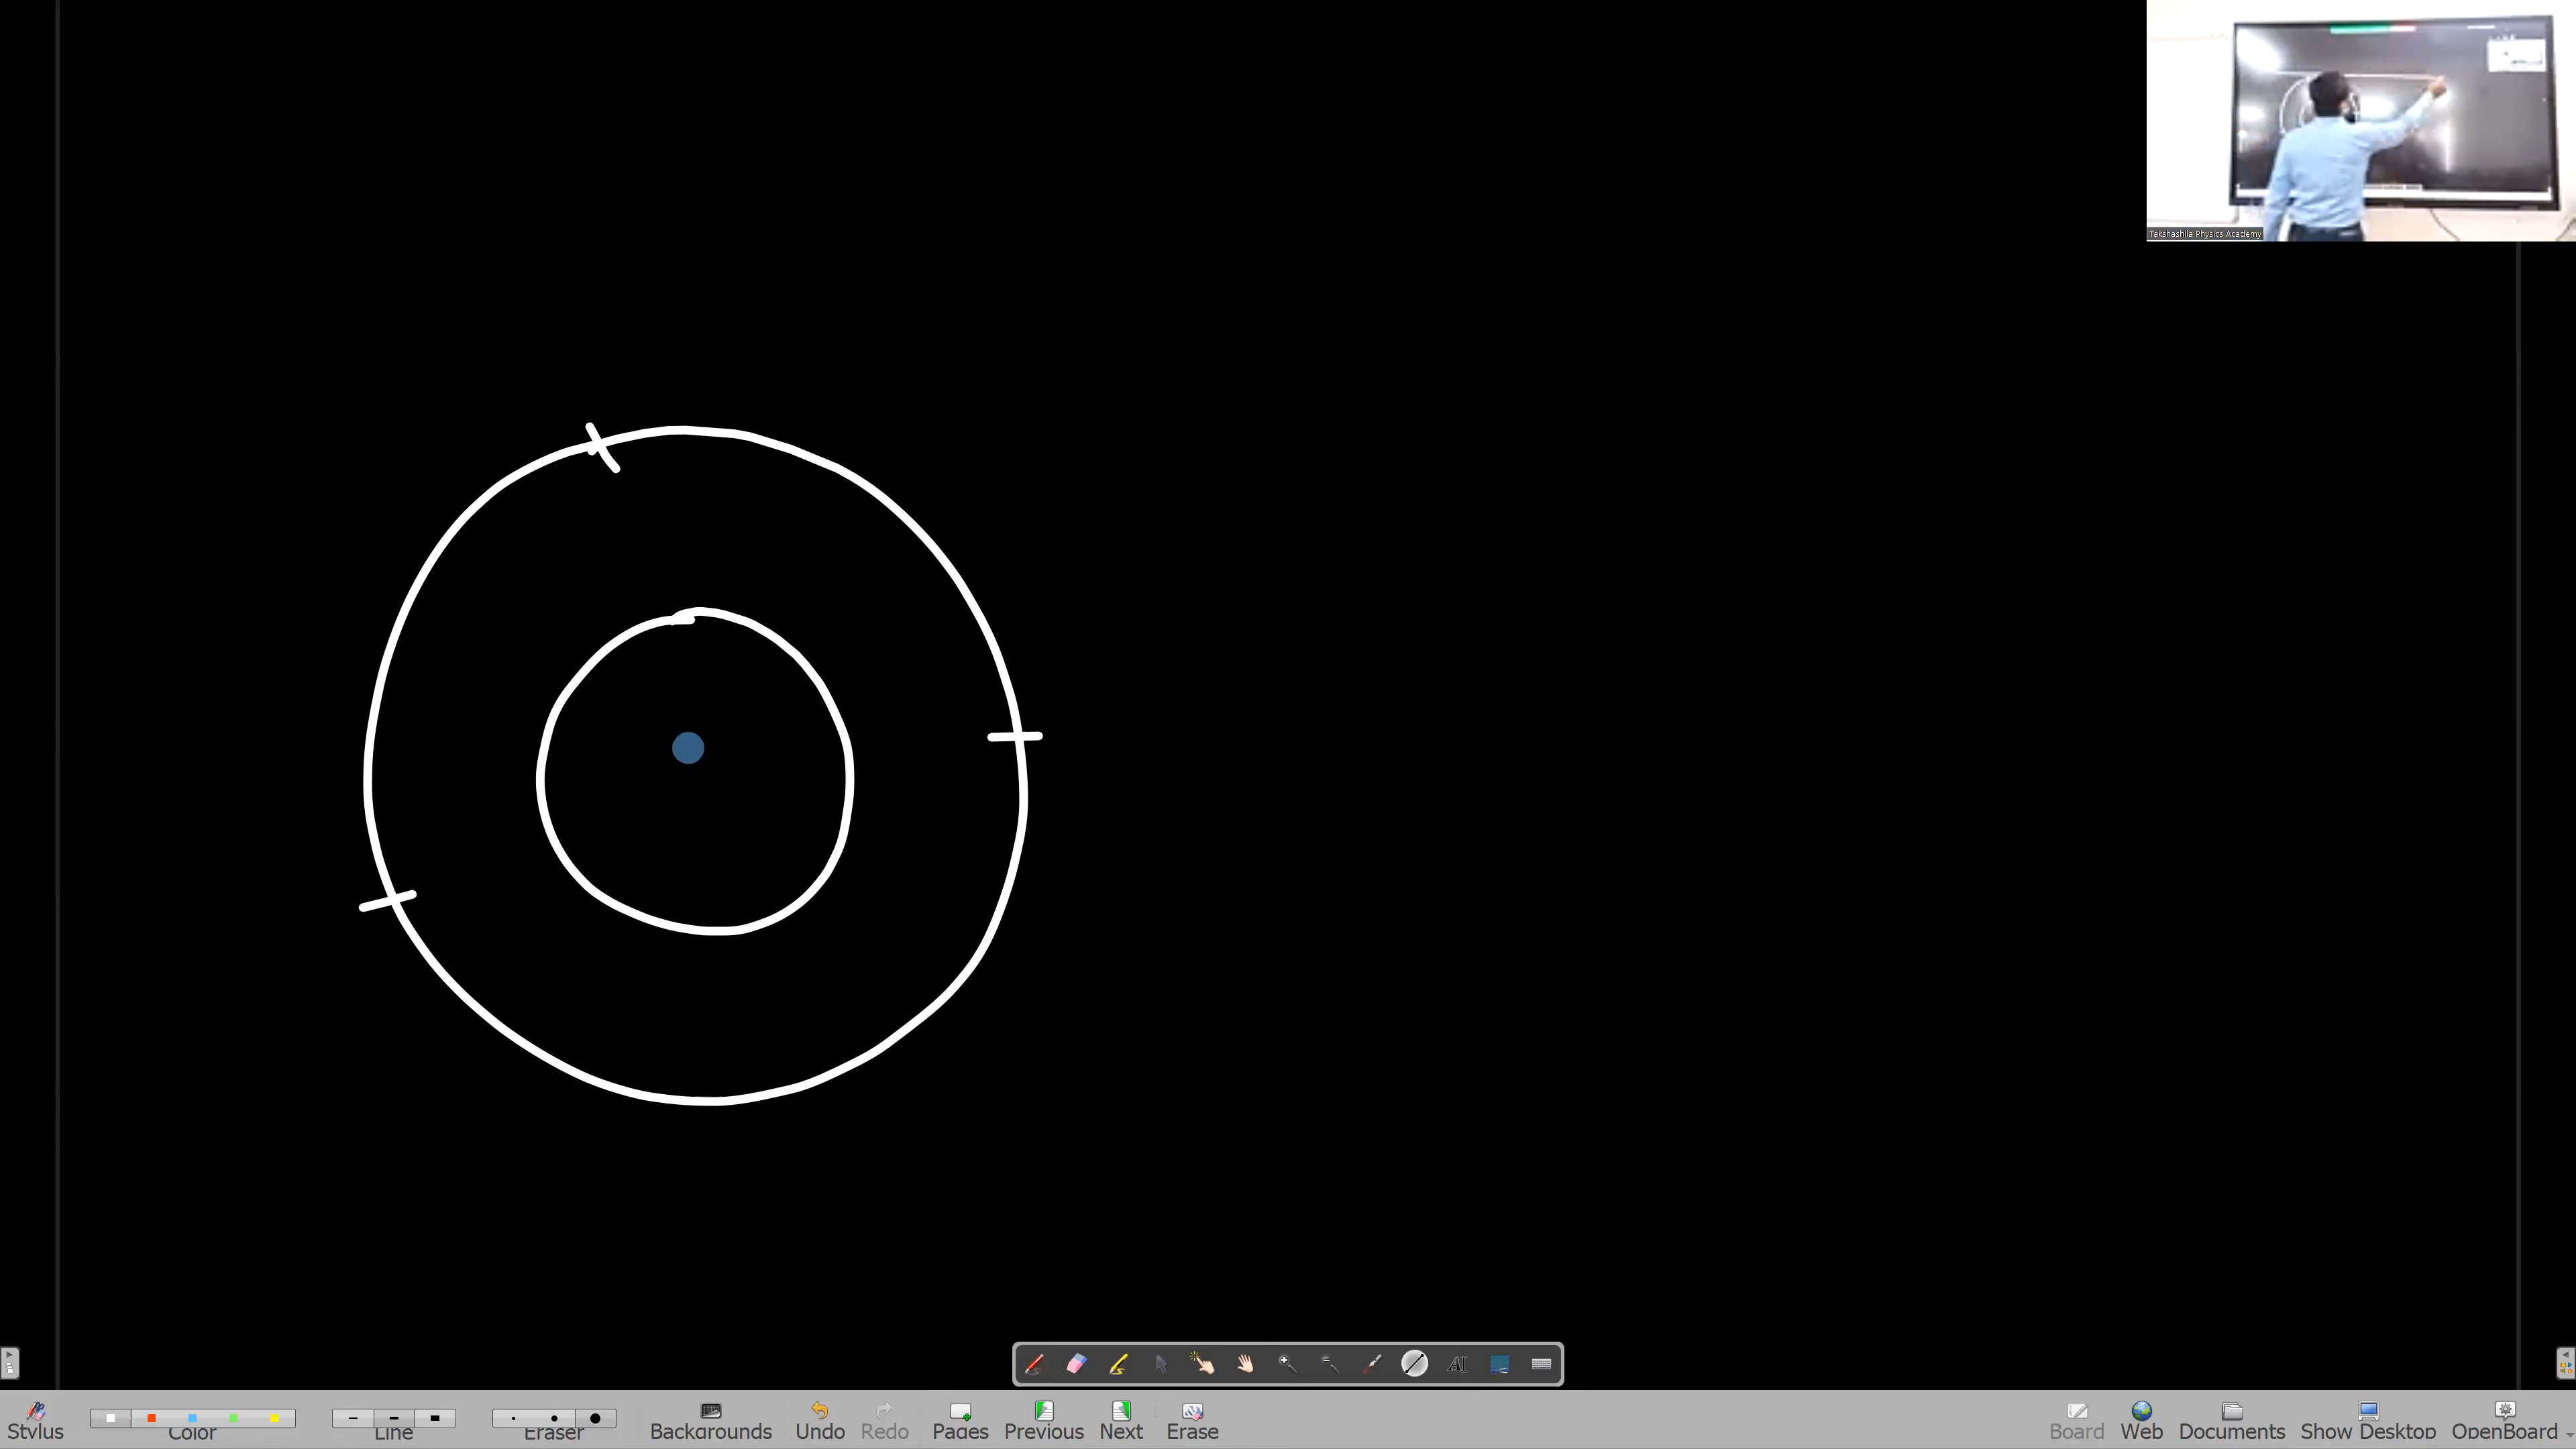 Takshashila Physics Academy
Stylus
Color
Line
Eraser
Backgrounds
Undo
Redo
Pages
Previous
Next
Erase
Board
Web
Documents
Show Desktop
OpenBoard